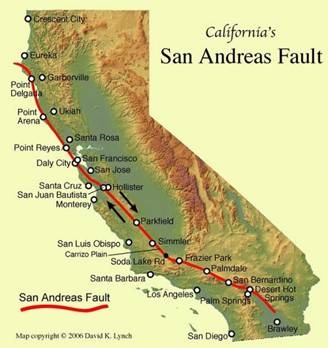 California's
San Andreas Fault
Crescent City
Eureka
Point
Delgada
Garberville
Point
Arena
Ukiah
Santa Rosa
Point Reyes
Daly City
San Francisco
San Jose
Santa Cruz
Hollister
San Juan Bautista
Monterey
Parkfield
San Luis Obispo
Simmler
Carrizo Plain
Soda Lake Rd
Frazier Park
Santa Barbara
Palmdale
San Bernardino
Los Angeles
Desert Hot
Springs
Palm Springs
San Diego
Brawley
San Andreas Fault
Map copyright © 2006 David K. Lynch